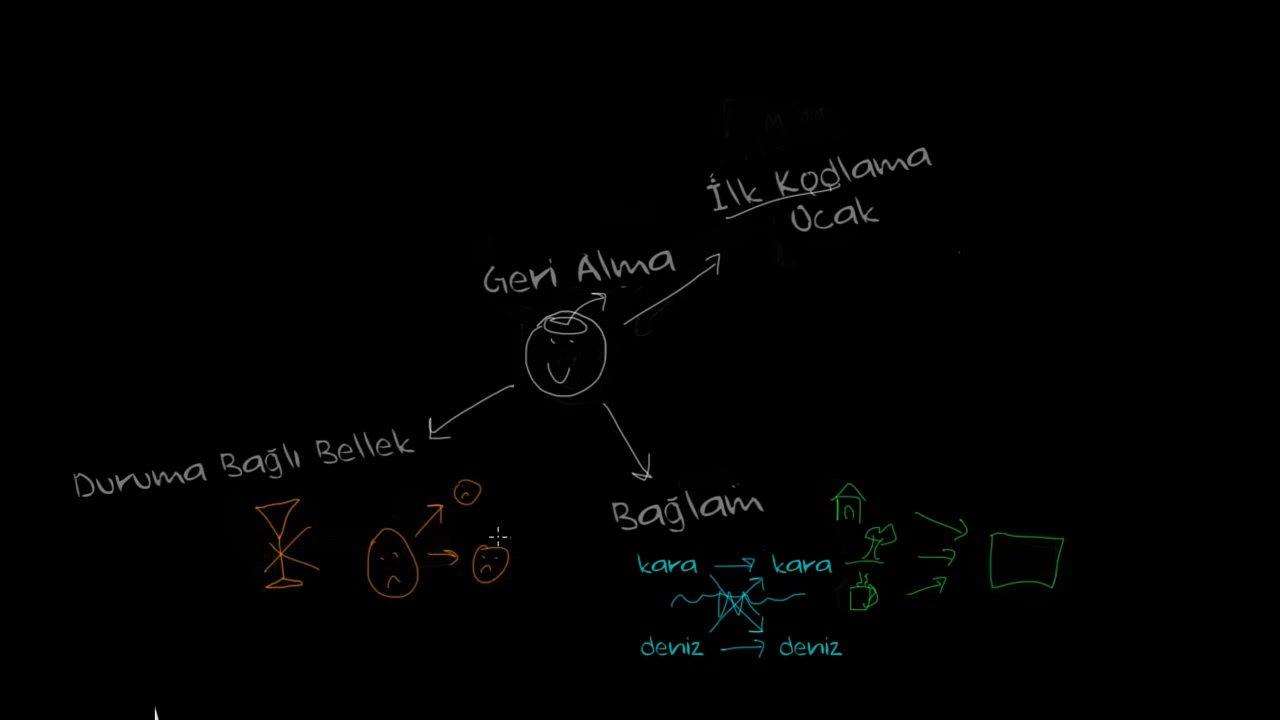 İlk Kodlama
Ocak
Geri Alma
Duruma Bağlı Bellek
Bağlam
kara → kara
deniz → deniz